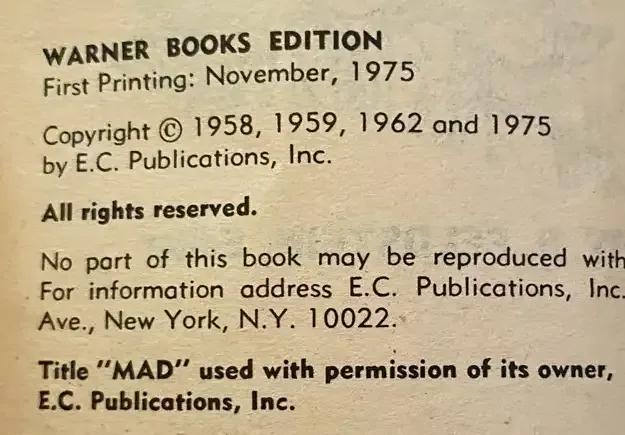 WARNER BOOKS EDITION
First Printing: November, 1975
Copyright © 1958, 1959, 1962 and 1975
by E.C. Publications, Inc.
All rights reserved.
No part of this book may be reproduced with
For information address E.C. Publications, Inc.
Ave., New York, N.Y. 10022.
Title "MAD" used with permission of its owner,
E.C. Publications, Inc.